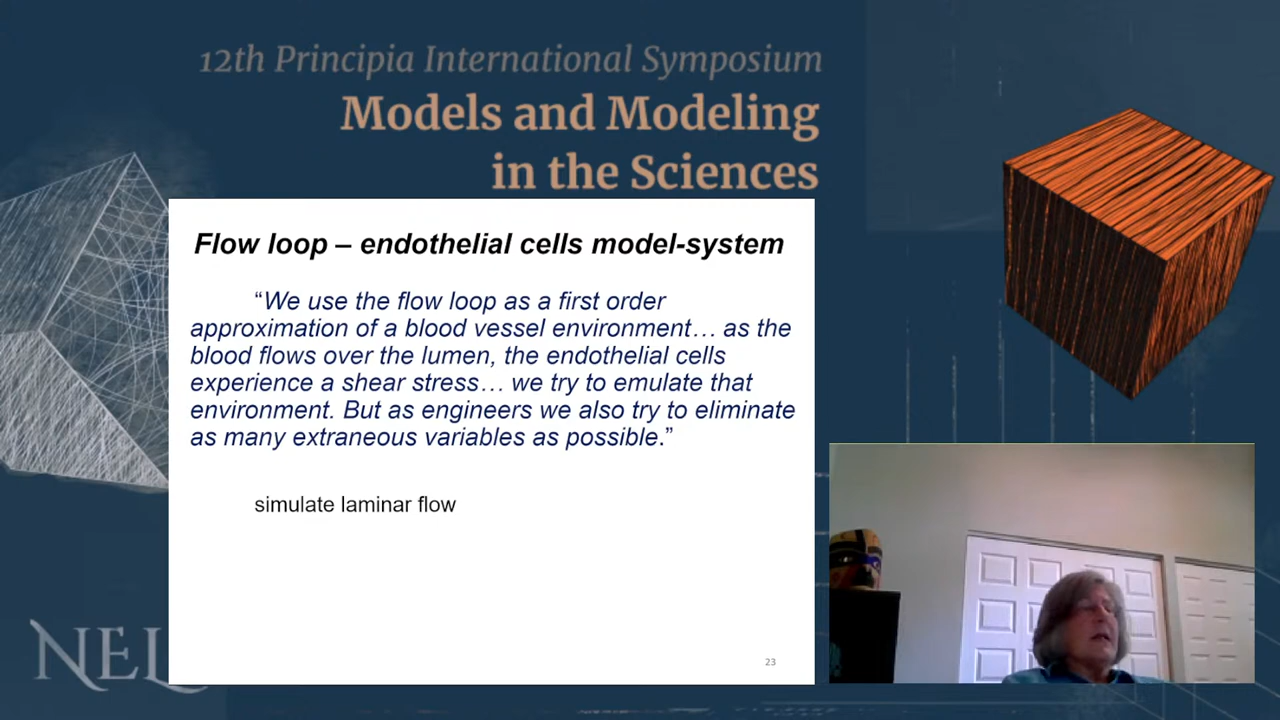 12th Principia International Symposium
Models and Modeling
in the Sciences
Flow loop – endothelial cells model-system
“We use the flow loop as a first order
approximation of a blood vessel environment… as the
blood flows over the lumen, the endothelial cells
experience a shear stress… we try to emulate that
environment. But as engineers we also try to eliminate
as many extraneous variables as possible.”
simulate laminar flow
23
NEL